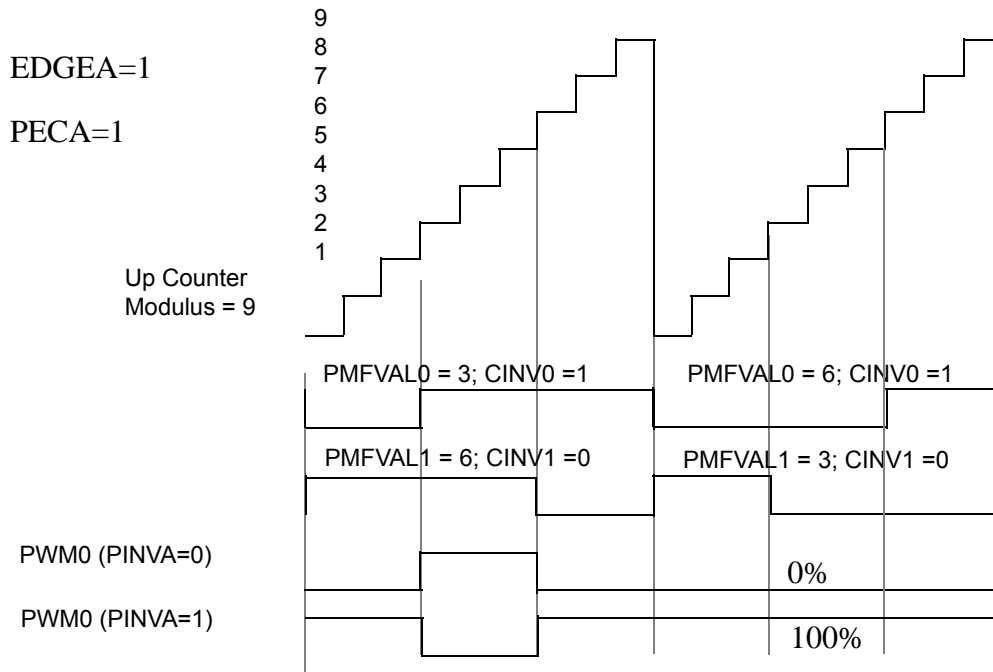 9
8
EDGEA=1
7
6
PECA=1
5
4
3
2
1
Up Counter
Modulus = 9
PMFVAL0 = 3; CINV0 =1
PMFVAL0 = 6; CINV0 =1
PMFVAL1 = 6; CINV1 =0
PMFVAL1 = 3; CINV1 =0
PWM0 (PINVA=0)
0%
PWM0 (PINVA=1)
100%